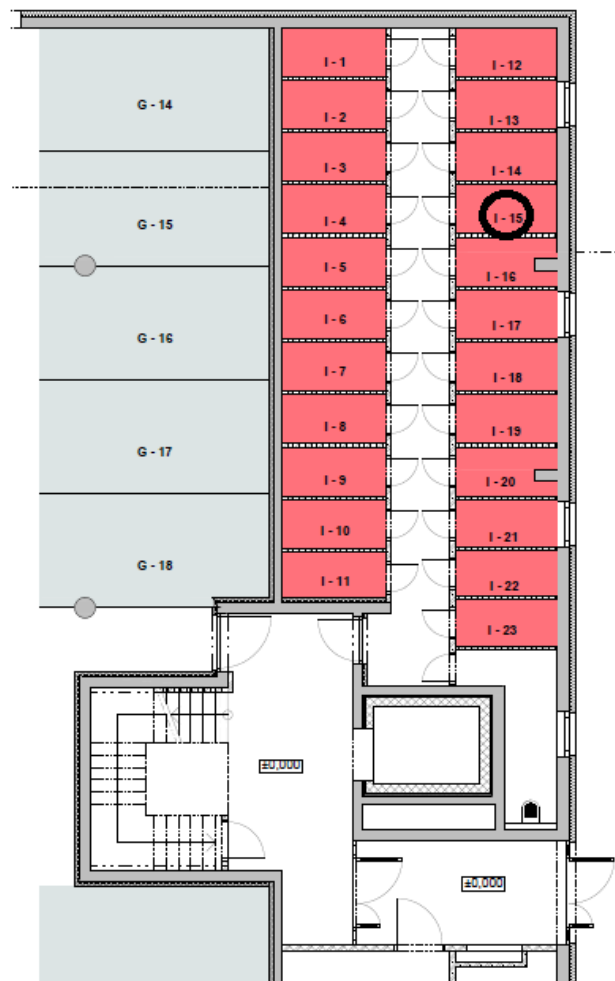 G - 14
G - 15
G - 16
G - 17
G - 18
I - 1
I - 2
I - 3
I - 4
I - 5
I - 6
I - 7
I - 8
I - 9
I - 10
I - 11
I - 12
I - 13
I - 14
I - 15
I - 16
I - 17
I - 18
I - 19
I - 20
I - 21
I - 22
I - 23
±0,000
±0,000